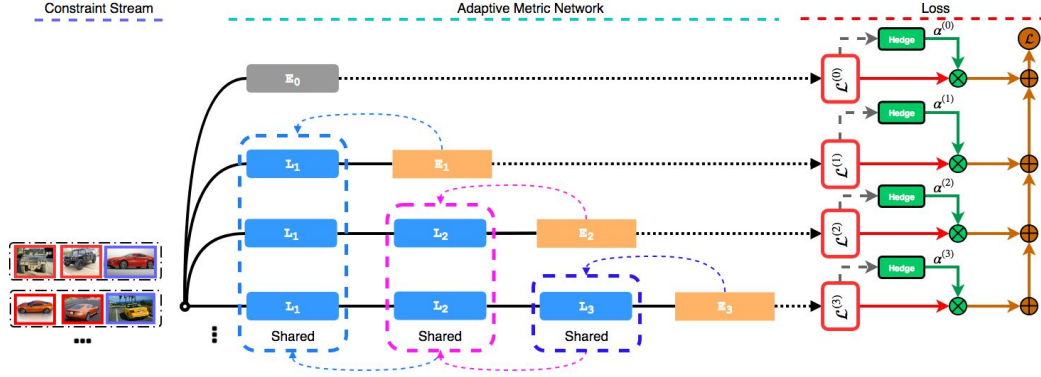 Constraint Stream
Adaptive Metric Network
Loss
E₀
ℒ⁽⁰⁾
Hedge
α⁽⁰⁾
ℒ
L₁
E₁
ℒ⁽¹⁾
Hedge
α⁽¹⁾
L₁
L₂
E₂
ℒ⁽²⁾
Hedge
α⁽²⁾
L₁
L₂
L₃
E₃
ℒ⁽³⁾
Hedge
α⁽³⁾
Shared
Shared
Shared